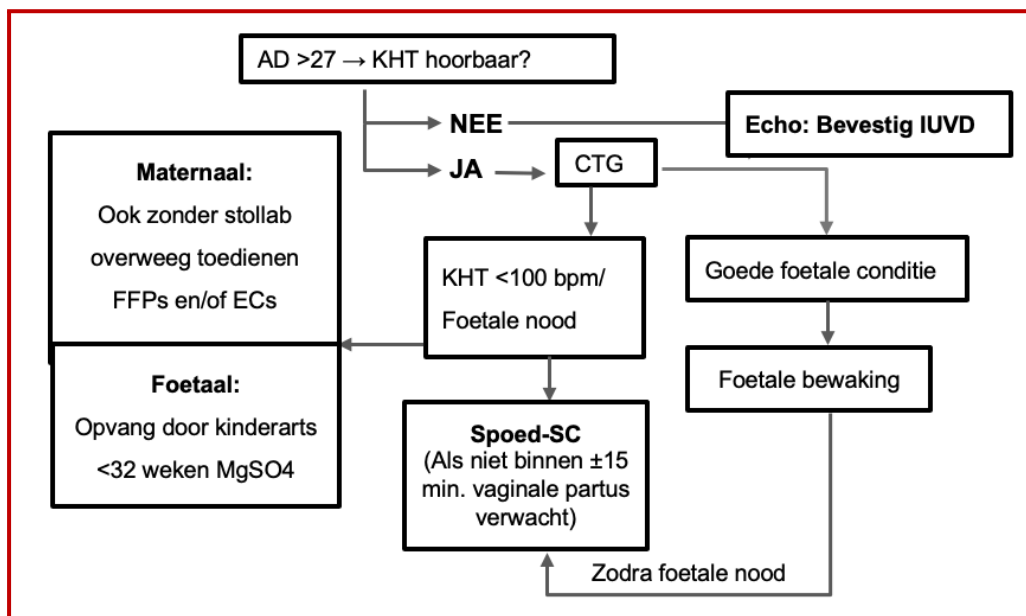 AD >27 → KHT hoorbaar?
NEE
Echo: Bevestig IUVD
JA
CTG
Maternaal:
Ook zonder stollab
overweeg toedienen
FFPs en/of ECs
KHT <100 bpm/
Foetale nood
Goede foetale conditie
Foetaal:
Opvang door kinderarts
<32 weken MgSO4
Foetale bewaking
Spoed-SC
(Als niet binnen ±15
min. vaginale partus
verwacht)
Zodra foetale nood